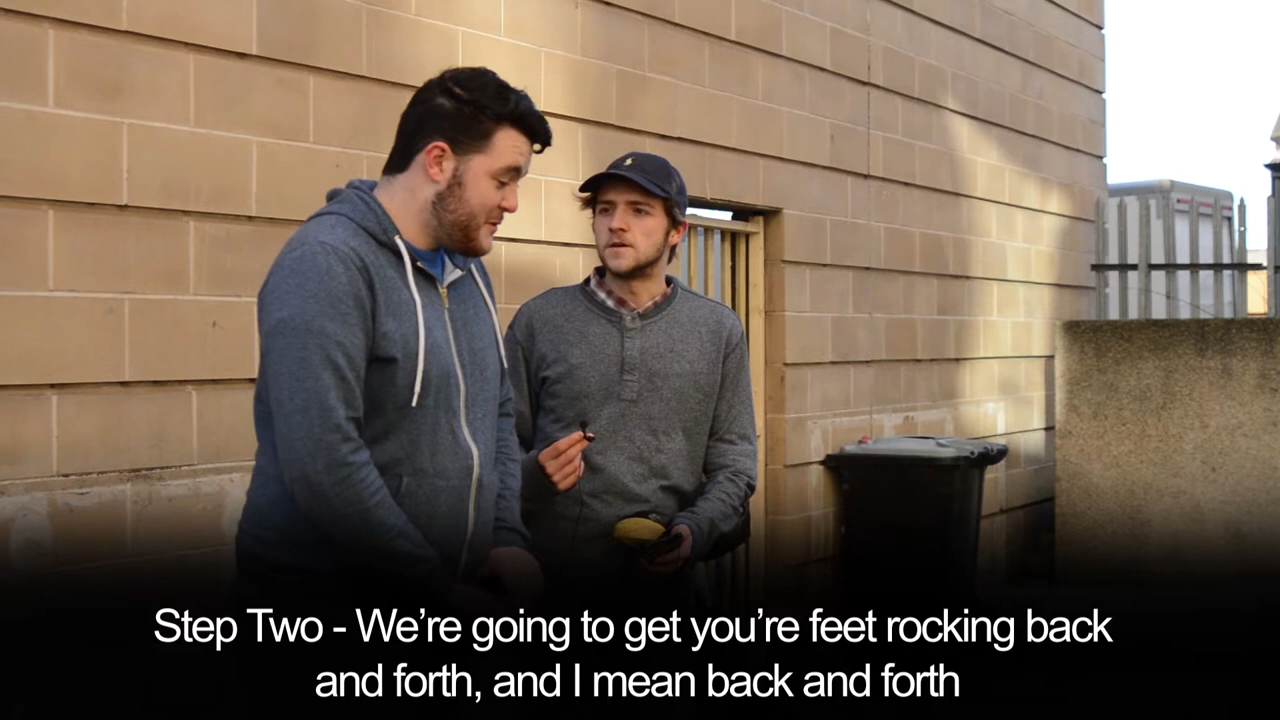 Step Two - We’re going to get you’re feet rocking back
and forth, and I mean back and forth